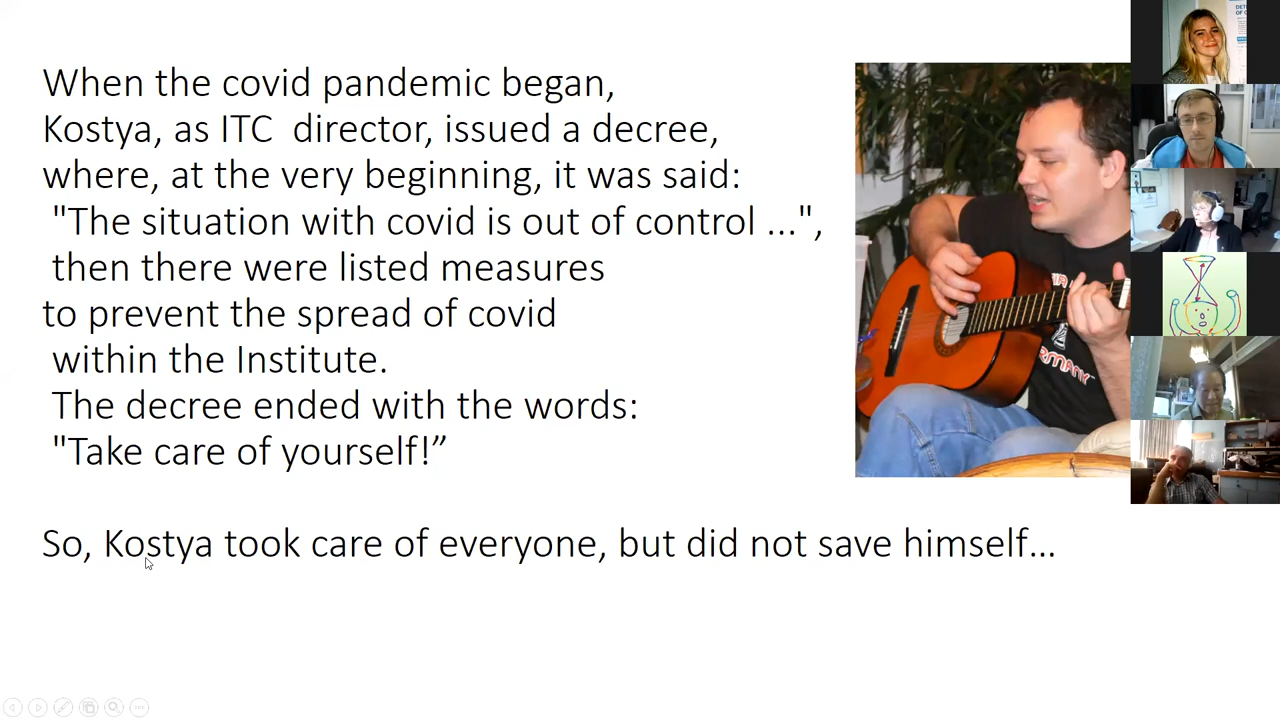 When the covid pandemic began,
Kostya, as ITC director, issued a decree,
where, at the very beginning, it was said:
"The situation with covid is out of control ...",
then there were listed measures
to prevent the spread of covid
within the Institute.
The decree ended with the words:
"Take care of yourself!”
So, Kostya took care of everyone, but did not save himself…